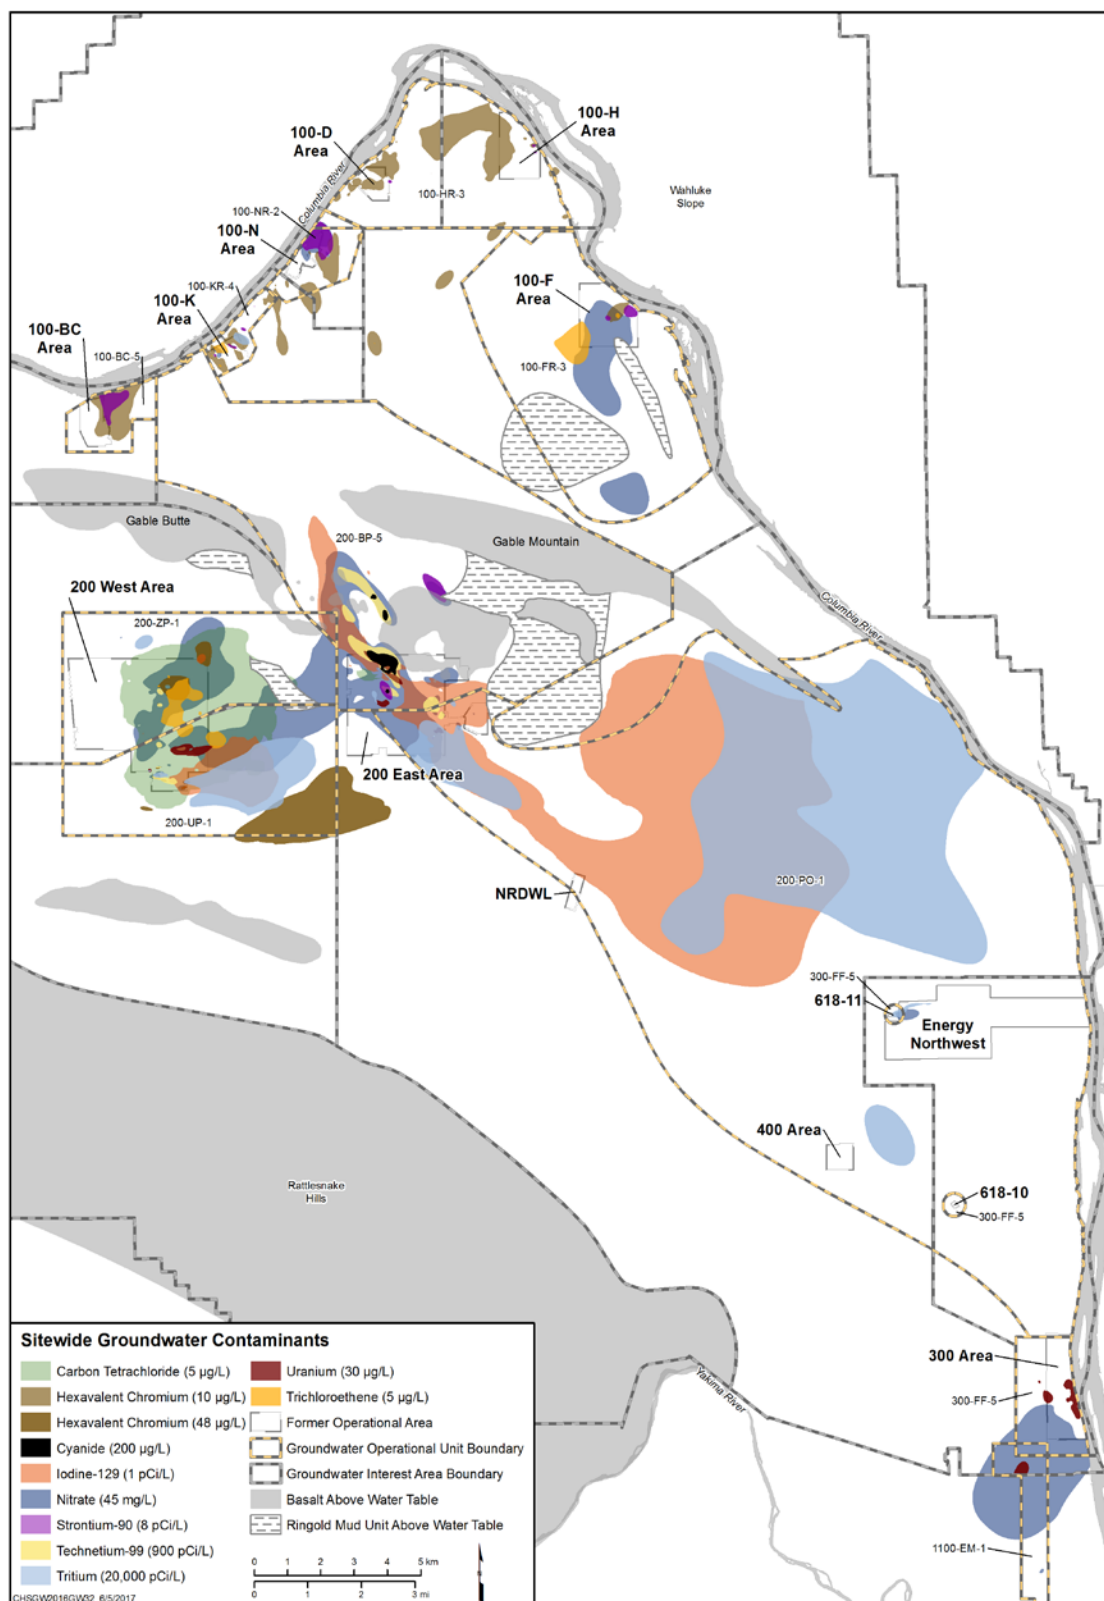 100-H
Area
100-D
Area
Wahluke
Slope
Columbia River
100-HR-3
100-NR-2
100-N
Area
100-KR-4
100-F
Area
100-K
Area
100-BC
Area
100-BC-5
100-FR-3
Gable Butte
200-BP-5
Gable Mountain
200 West Area
200-ZP-1
Columbia River
200 East Area
200-UP-1
200-PO-1
NRDWL
300-FF-5
618-11
Energy
Northwest
400 Area
618-10
300-FF-5
Rattlesnake
Hills
300 Area
300-FF-5
Yakima River
1100-EM-1
Sitewide Groundwater Contaminants
Carbon Tetrachloride (5 µg/L)
Hexavalent Chromium (10 µg/L)
Hexavalent Chromium (48 µg/L)
Cyanide (200 µg/L)
Iodine-129 (1 pCi/L)
Nitrate (45 mg/L)
Strontium-90 (8 pCi/L)
Technetium-99 (900 pCi/L)
Tritium (20,000 pCi/L)
Uranium (30 µg/L)
Trichloroethene (5 µg/L)
Former Operational Area
Groundwater Operational Unit Boundary
Groundwater Interest Area Boundary
Basalt Above Water Table
Ringold Mud Unit Above Water Table
0 1 2 3 4 5 km
0 1 2 3 mi
CHSGW2016GW32 6/5/2017